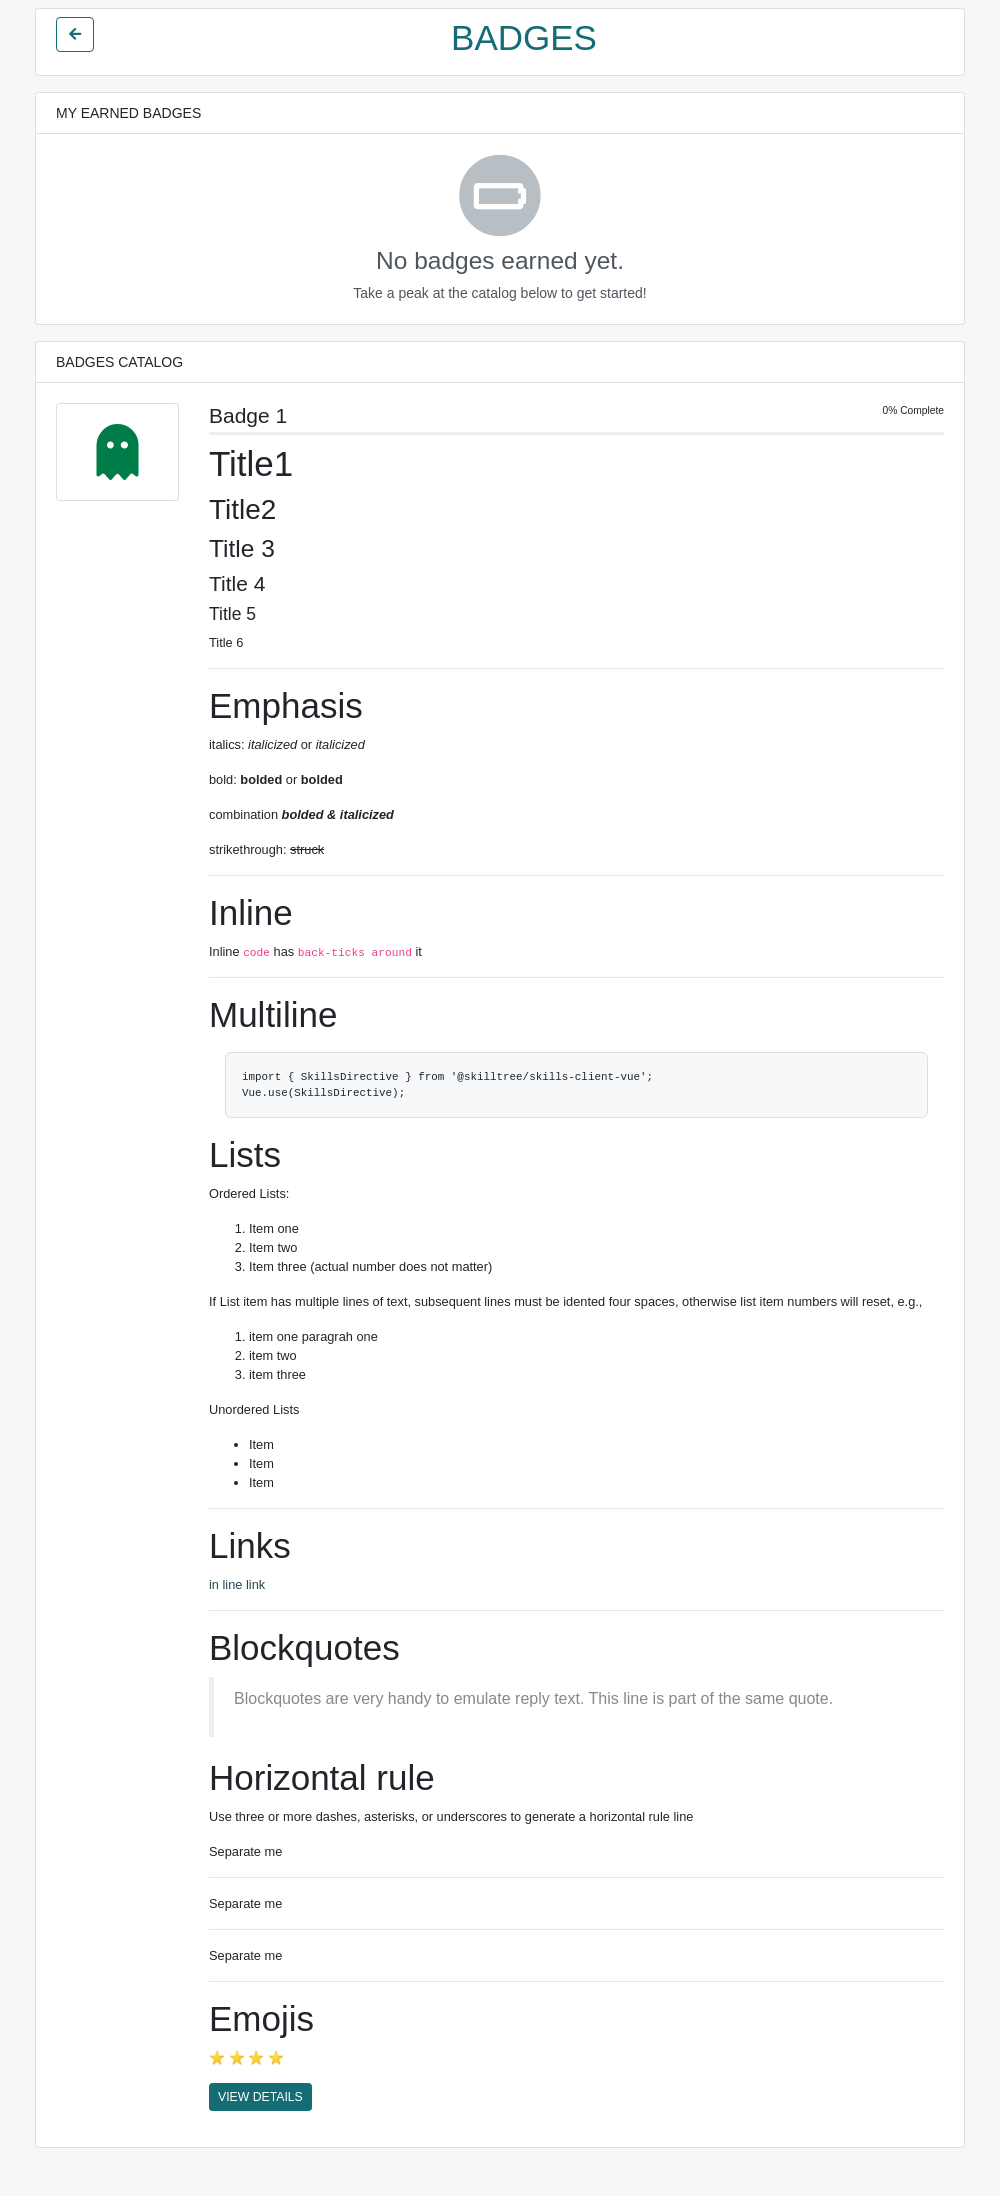 BADGES
MY EARNED BADGES
No badges earned yet.
Take a peak at the catalog below to get started!
BADGES CATALOG
Badge 1
0% Complete
Title1
Title2
Title 3
Title 4
Title 5
Title 6
Emphasis
italics: italicized or italicized
bold: bolded or bolded
combination bolded & italicized
strikethrough: struck
Inline
Inline code has back-ticks around it
Multiline
import { SkillsDirective } from '@skilltree/skills-client-vue';
Vue.use(SkillsDirective);
Lists
Ordered Lists:
1. Item one
2. Item two
3. Item three (actual number does not matter)
If List item has multiple lines of text, subsequent lines must be idented four spaces, otherwise list item numbers will reset, e.g.,
1. item one paragrah one
2. item two
3. item three
Unordered Lists
• Item
• Item
• Item
Links
in line link
Blockquotes
Blockquotes are very handy to emulate reply text. This line is part of the same quote.
Horizontal rule
Use three or more dashes, asterisks, or underscores to generate a horizontal rule line
Separate me
Separate me
Separate me
Emojis
⭐ ⭐ ⭐ ⭐
VIEW DETAILS